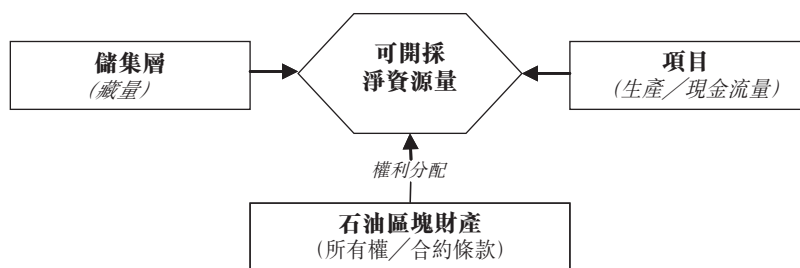 儲集層
(藏量)
可開採
淨資源量
項目
(生產／現金流量)
權利分配
石油區塊財產
(所有權／合約條款)